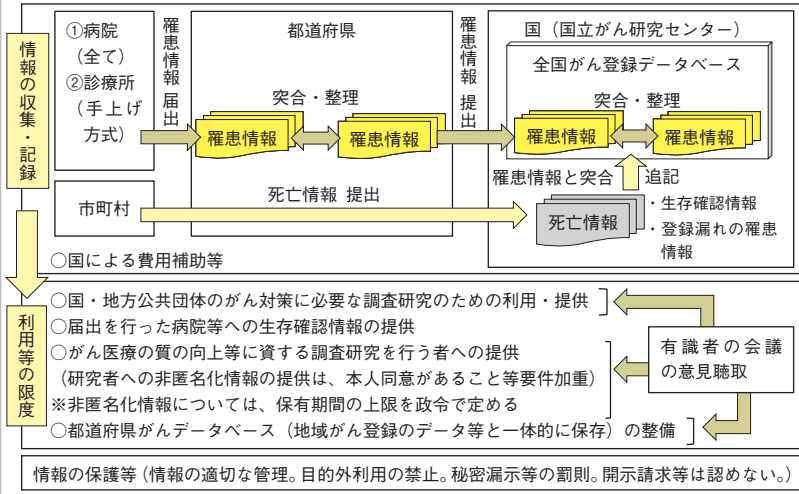 情報の収集・記録
①病院
（全て）
②診療所
（手上げ
方式）
罹患情報 届出
都道府県
突合・整理
罹患情報
罹患情報
罹患情報 提出
国（国立がん研究センター）
全国がん登録データベース
突合・整理
罹患情報
罹患情報
罹患情報と突合
追記
市町村
死亡情報 提出
死亡情報
・生存確認情報
・登録漏れの罹患
情報
○国による費用補助等
利用等の限度
○国・地方公共団体のがん対策に必要な調査研究のための利用・提供
○届出を行った病院等への生存確認情報の提供
○がん医療の質の向上等に資する調査研究を行う者への提供
（研究者への非匿名化情報の提供は、本人同意があること等要件加重）
※非匿名化情報については、保有期間の上限を政令で定める
○都道府県がんデータベース（地域がん登録のデータ等と一体的に保存）の整備
有識者の会議
の意見聴取
情報の保護等（情報の適切な管理。目的外利用の禁止。秘密漏示等の罰則。開示請求等は認めない。）